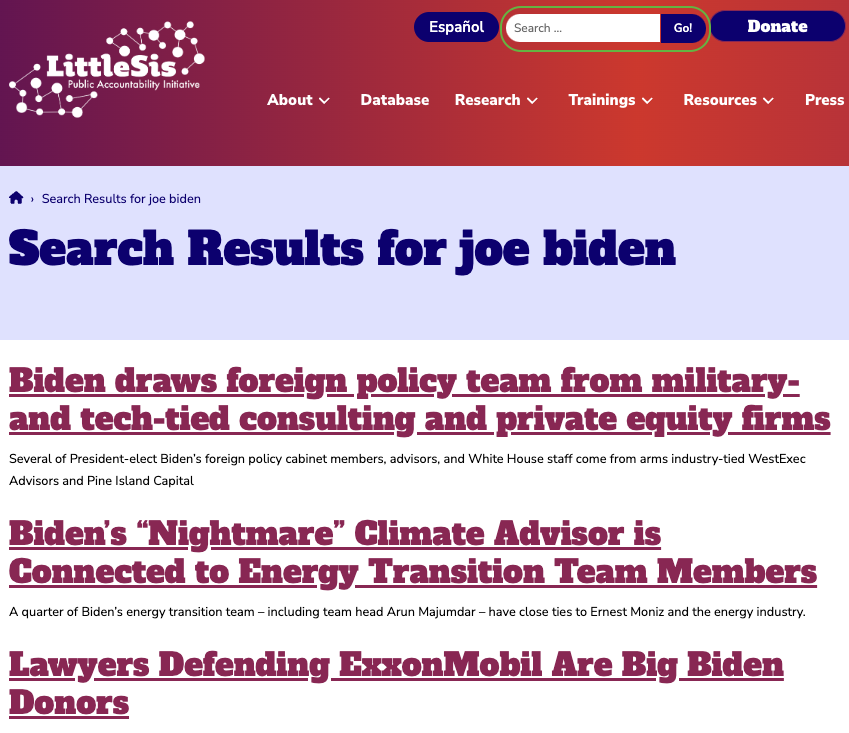 Español
Search ...
Go!
Donate
LittleSis
Public Accountability Initiative
About
Database
Research
Trainings
Resources
Press
› Search Results for joe biden
Search Results for joe biden
Biden draws foreign policy team from military-
and tech-tied consulting and private equity firms
Several of President-elect Biden’s foreign policy cabinet members, advisors, and White House staff come from arms industry-tied WestExec
Advisors and Pine Island Capital
Biden’s “Nightmare” Climate Advisor is
Connected to Energy Transition Team Members
A quarter of Biden’s energy transition team – including team head Arun Majumdar – have close ties to Ernest Moniz and the energy industry.
Lawyers Defending ExxonMobil Are Big Biden
Donors